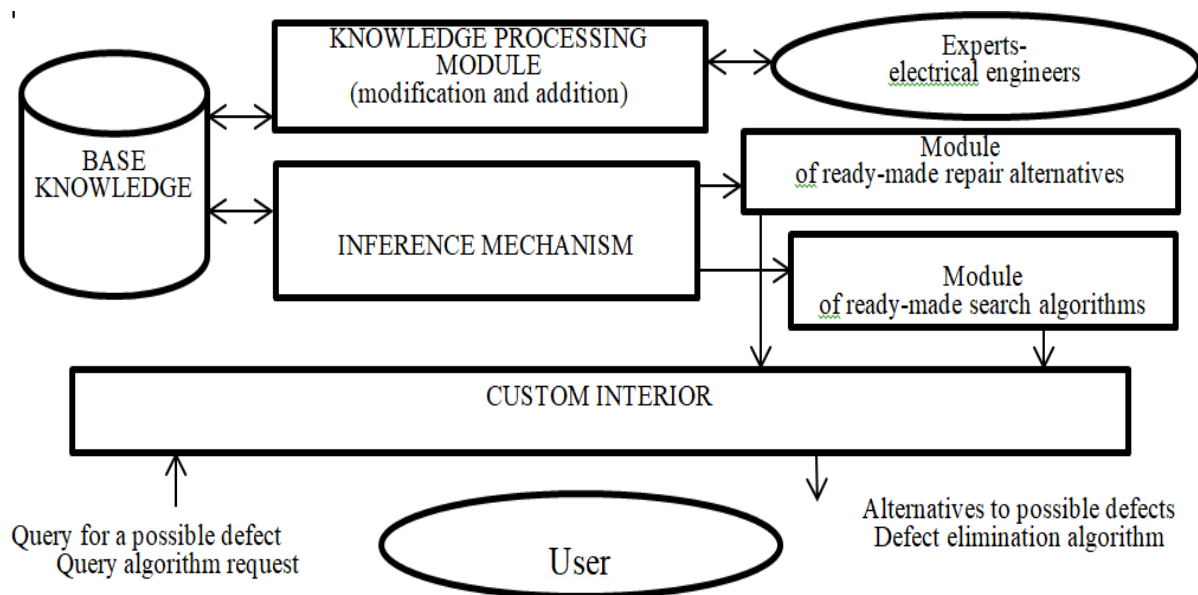 KNOWLEDGE PROCESSING
MODULE
(modification and addition)
Experts-
electrical engineers
BASE
KNOWLEDGE
Module
of ready-made repair alternatives
INFERENCE MECHANISM
Module
of ready-made search algorithms
CUSTOM INTERIOR
Query for a possible defect
Query algorithm request
User
Alternatives to possible defects
Defect elimination algorithm